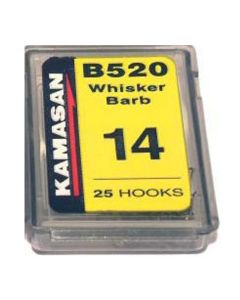 KAMASAN
B520
Whisker
Barb
14
25 HOOKS